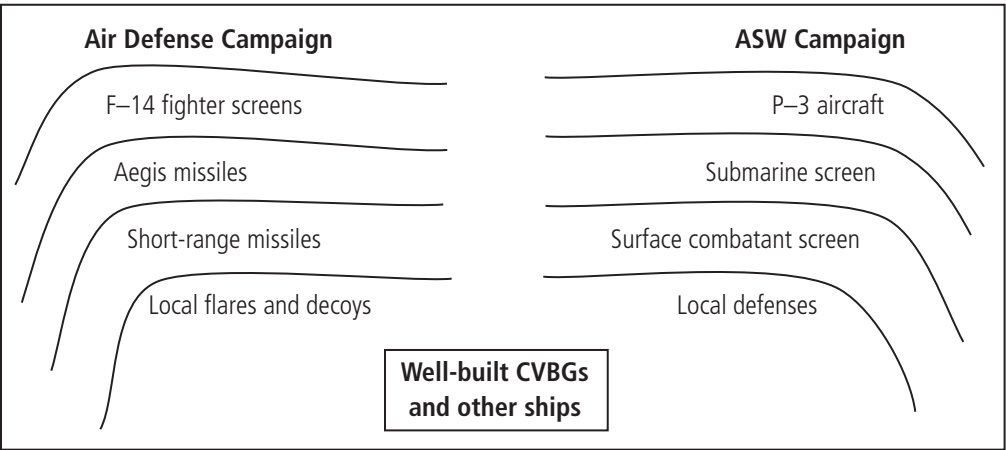 Air Defense Campaign
F–14 fighter screens
Aegis missiles
Short-range missiles
Local flares and decoys
ASW Campaign
P–3 aircraft
Submarine screen
Surface combatant screen
Local defenses
Well-built CVBGs
and other ships